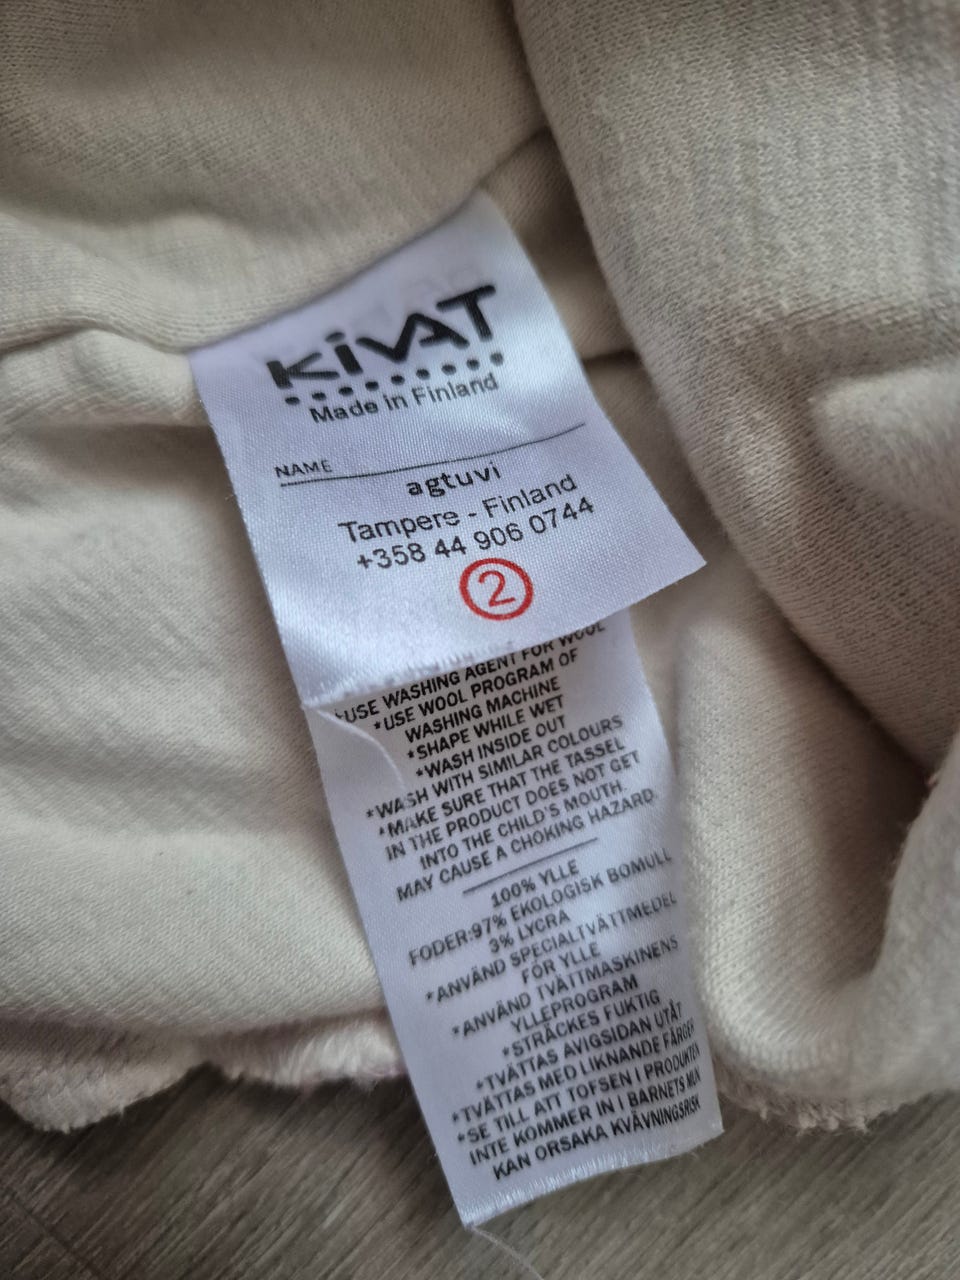 KiVAT
Made in Finland
NAME
agtuvi
Tampere - Finland
+358 44 906 0744
2
*USE WASHING AGENT FOR WOOL
*USE WOOL PROGRAM OF
WASHING MACHINE
*SHAPE WHILE WET
*WASH INSIDE OUT
*WASH WITH SIMILAR COLOURS
*MAKE SURE THAT THE TASSEL
IN THE PRODUCT DOES NOT GET
INTO THE CHILD'S MOUTH.
MAY CAUSE A CHOKING HAZARD.
100% YLLE
FODER:97% EKOLOGISK BOMULL
3% LYCRA
*ANVÄND SPECIALTVÄTTMEDEL
FÖR YLLE
*ANVÄND TVÄTTMASKINENS
YLLEPROGRAM
*STRÄCKES FUKTIG
*TVÄTTAS AVIGSIDAN UTÅT
*TVÄTTAS MED LIKNANDE FÄRGER
*SE TILL ATT TOFSEN I PRODUKTEN
INTE KOMMER IN I BARNETS MUN
KAN ORSAKA KVÄVNINGSRISK